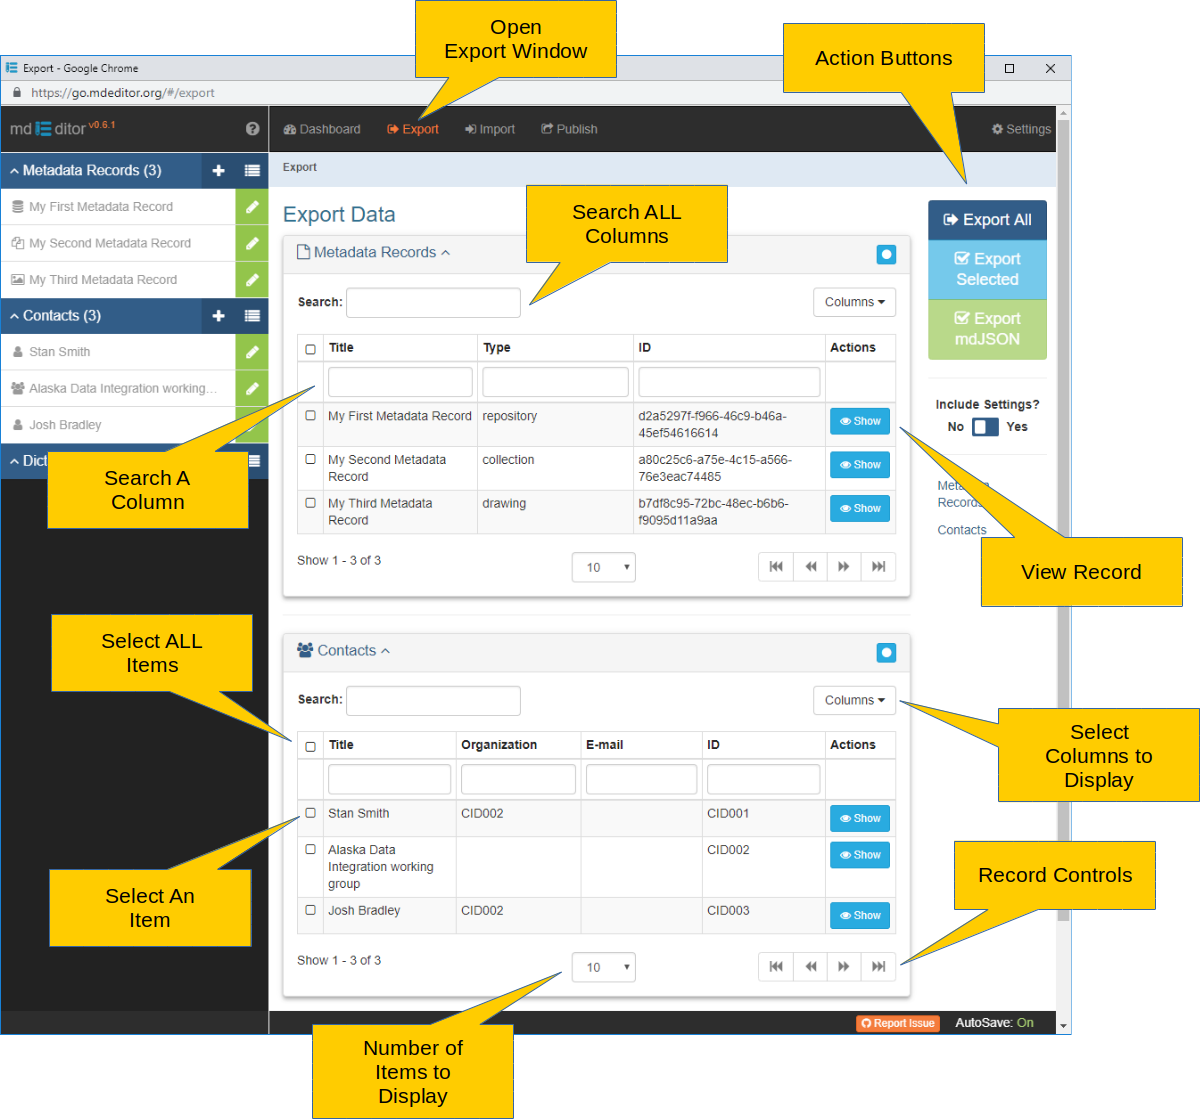 Open
Export Window
Action Buttons
Export - Google Chrome
https://go.mdeditor.org/#/export
md Editor v0.6.1
Dashboard Export Import Publish Settings
Metadata Records (3)
My First Metadata Record
My Second Metadata Record
My Third Metadata Record
Contacts (3)
Stan Smith
Alaska Data Integration working...
Josh Bradley
Dict
Export
Export Data
Search ALL
Columns
Metadata Records
Search:
Columns
Title Type ID Actions
My First Metadata Record repository d2a5297f-f966-46c9-b46a-
45ef54616614
Show
My Second Metadata
Record
collection a80c25c6-a75e-4c15-a566-
76e3eac74485
Show
My Third Metadata
Record
drawing b7df8c95-72bc-48ec-b6b6-
f9095d11a9aa
Show
Show 1 - 3 of 3
10
Search A
Column
Export All
Export
Selected
Export
mdJSON
Include Settings?
No Yes
Records
Contacts
View Record
Select ALL
Items
Contacts
Search:
Columns
Title Organization E-mail ID Actions
Stan Smith CID002 CID001 Show
Alaska Data
Integration working
group
CID002 Show
Josh Bradley CID002 CID003 Show
Show 1 - 3 of 3
10
Select
Columns to
Display
Select An
Item
Record Controls
Number of
Items to
Display
Report Issue
AutoSave: On